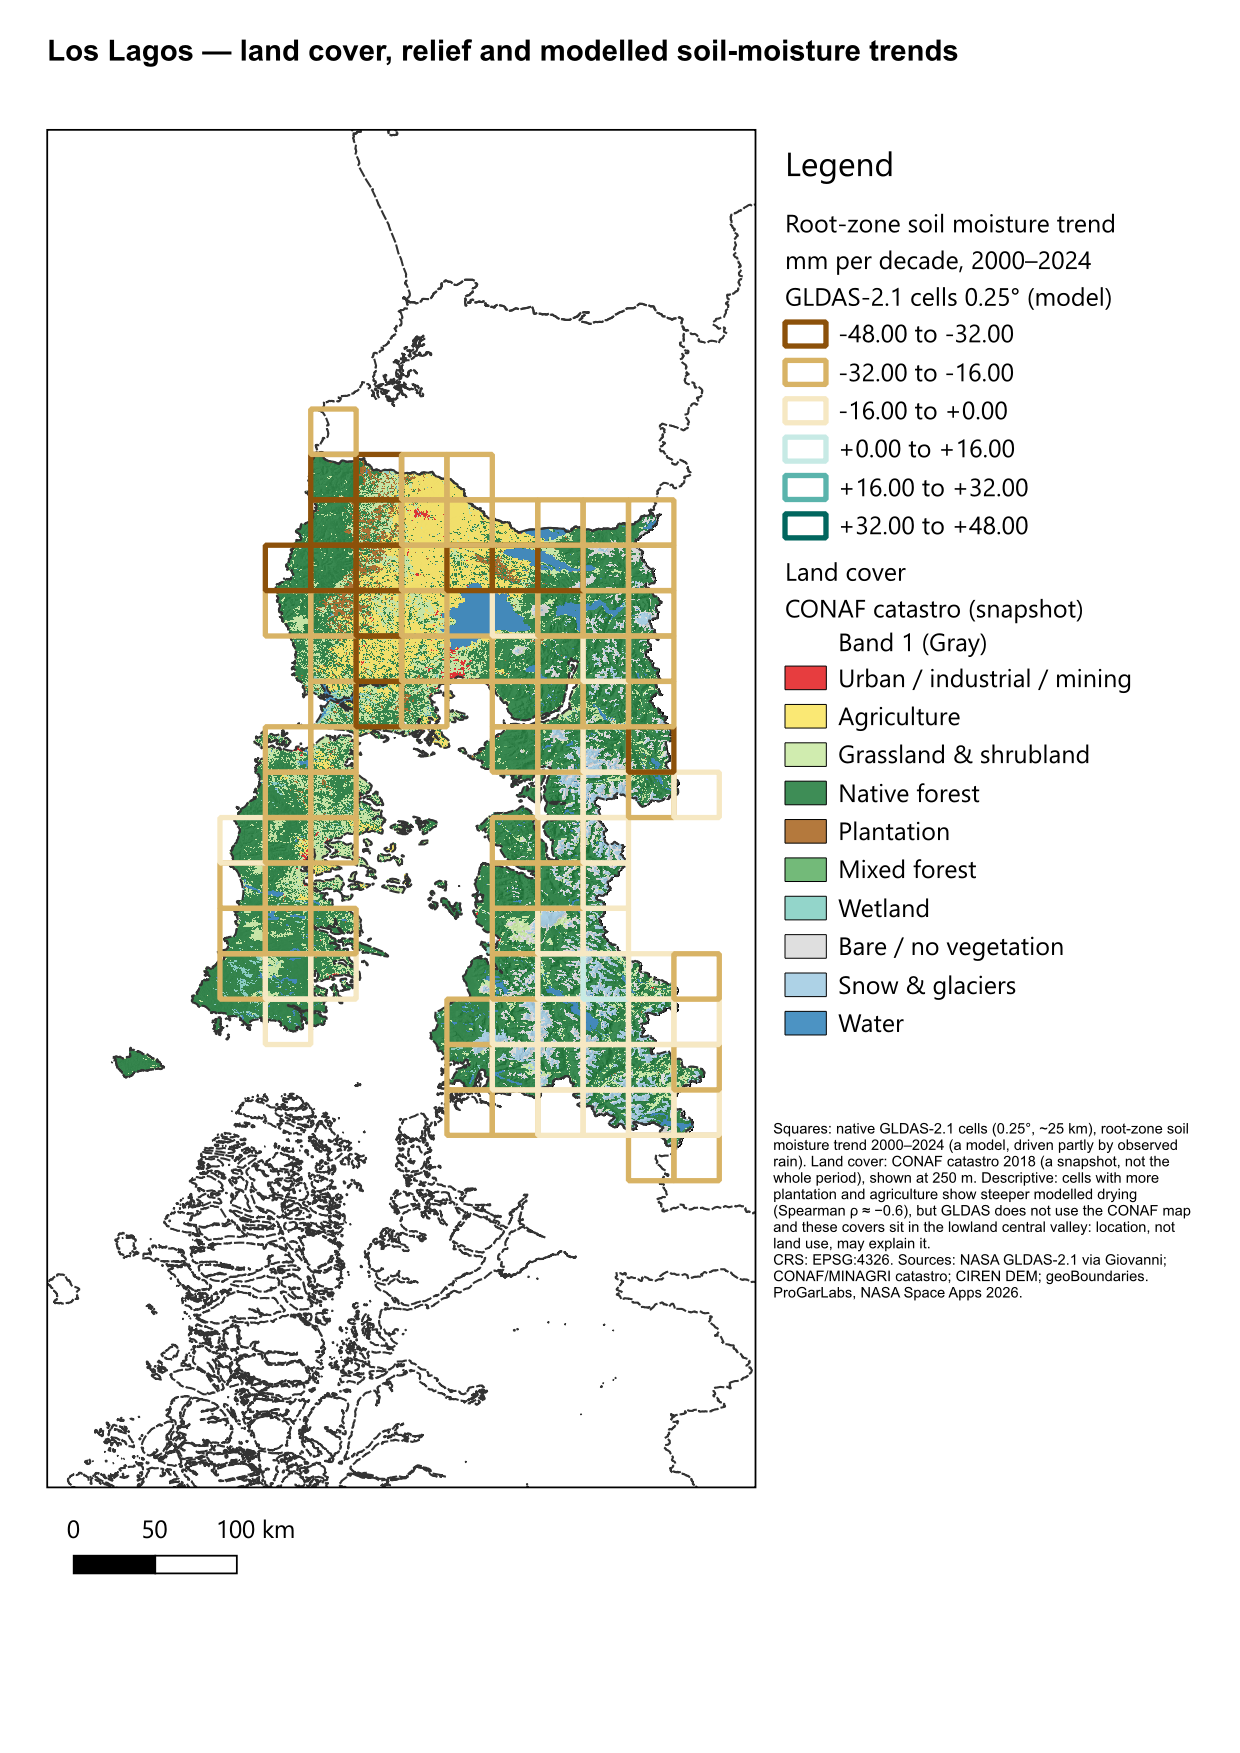 Los Lagos — land cover, relief and modelled soil-moisture trends
Legend
Root-zone soil moisture trend
mm per decade, 2000–2024
GLDAS-2.1 cells 0.25° (model)
-48.00 to -32.00
-32.00 to -16.00
-16.00 to +0.00
+0.00 to +16.00
+16.00 to +32.00
+32.00 to +48.00
Land cover
CONAF catastro (snapshot)
Band 1 (Gray)
Urban / industrial / mining
Agriculture
Grassland & shrubland
Native forest
Plantation
Mixed forest
Wetland
Bare / no vegetation
Snow & glaciers
Water
Squares: native GLDAS-2.1 cells (0.25°, ~25 km), root-zone soil
moisture trend 2000–2024 (a model, driven partly by observed
rain). Land cover: CONAF catastro 2018 (a snapshot, not the
whole period), shown at 250 m. Descriptive: cells with more
plantation and agriculture show steeper modelled drying
(Spearman ρ ≈ −0.6), but GLDAS does not use the CONAF map
and these covers sit in the lowland central valley: location, not
land use, may explain it.
CRS: EPSG:4326. Sources: NASA GLDAS-2.1 via Giovanni;
CONAF/MINAGRI catastro; CIREN DEM; geoBoundaries.
ProGarLabs, NASA Space Apps 2026.
0 50 100 km